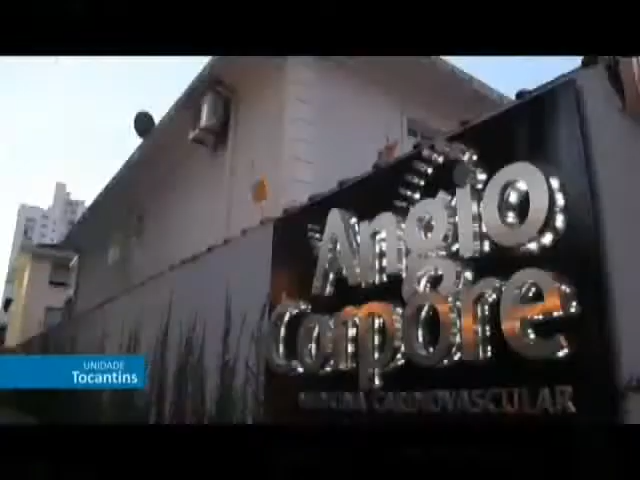 Angio
Corpore
CARDIOVASCULAR
UNIDADE
Tocantins